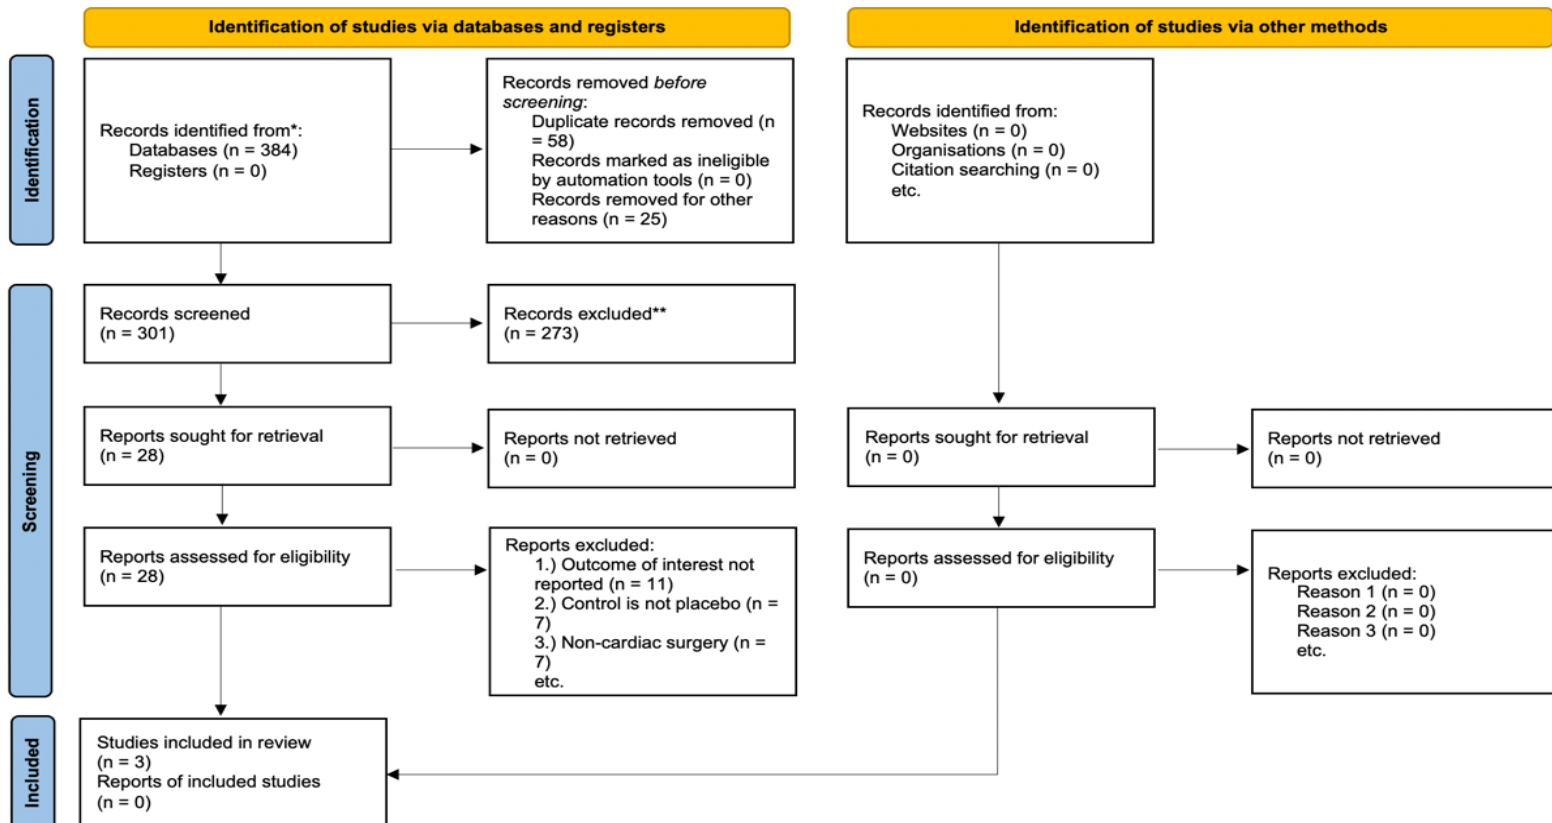 Identification of studies via databases and registers
Identification of studies via other methods
Identification
Records identified from*:
Databases (n = 384)
Registers (n = 0)
Records removed before
screening:
Duplicate records removed (n
= 58)
Records marked as ineligible
by automation tools (n = 0)
Records removed for other
reasons (n = 25)
Records identified from:
Websites (n = 0)
Organisations (n = 0)
Citation searching (n = 0)
etc.
Screening
Records screened
(n = 301)
Records excluded**
(n = 273)
Reports sought for retrieval
(n = 28)
Reports not retrieved
(n = 0)
Reports sought for retrieval
(n = 0)
Reports not retrieved
(n = 0)
Reports assessed for eligibility
(n = 28)
Reports excluded:
1.) Outcome of interest not
reported (n = 11)
2.) Control is not placebo (n =
7)
3.) Non-cardiac surgery (n =
7)
etc.
Reports assessed for eligibility
(n = 0)
Reports excluded:
Reason 1 (n = 0)
Reason 2 (n = 0)
Reason 3 (n = 0)
etc.
Included
Studies included in review
(n = 3)
Reports of included studies
(n = 0)